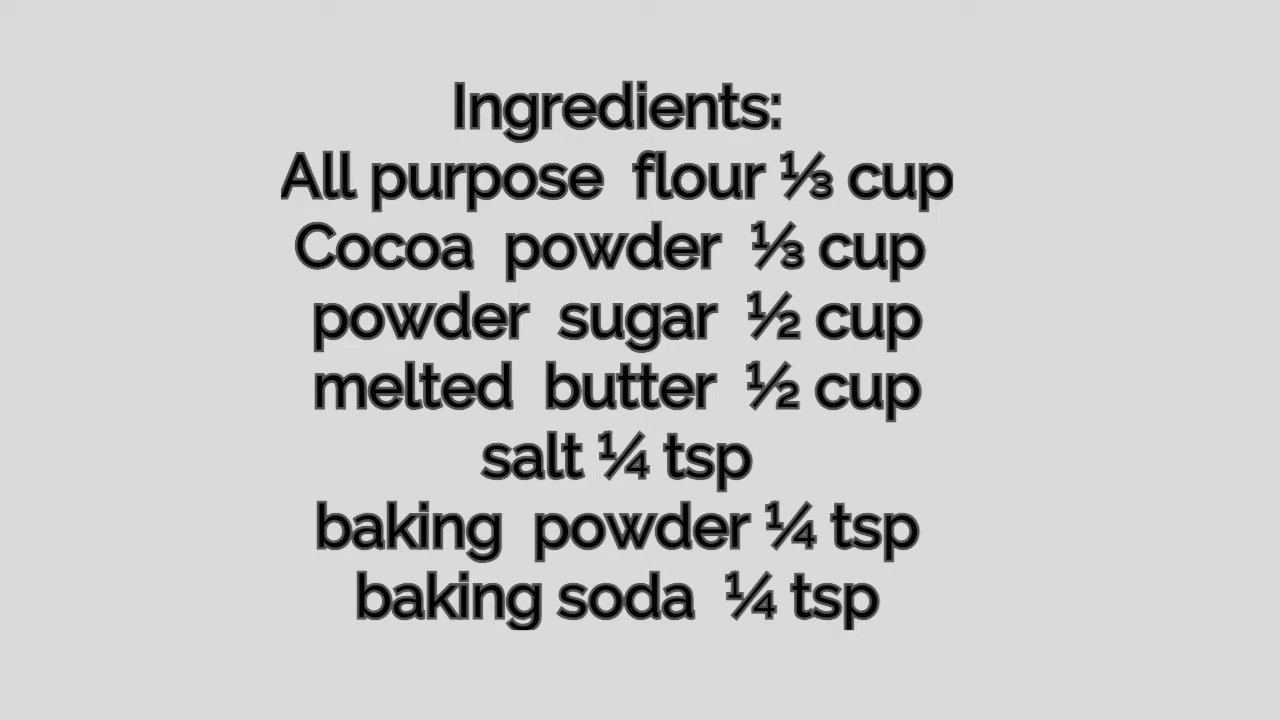 Ingredients:
All purpose flour ⅓ cup
Cocoa powder ⅓ cup
powder sugar ½ cup
melted butter ½ cup
salt ¼ tsp
baking powder ¼ tsp
baking soda ¼ tsp